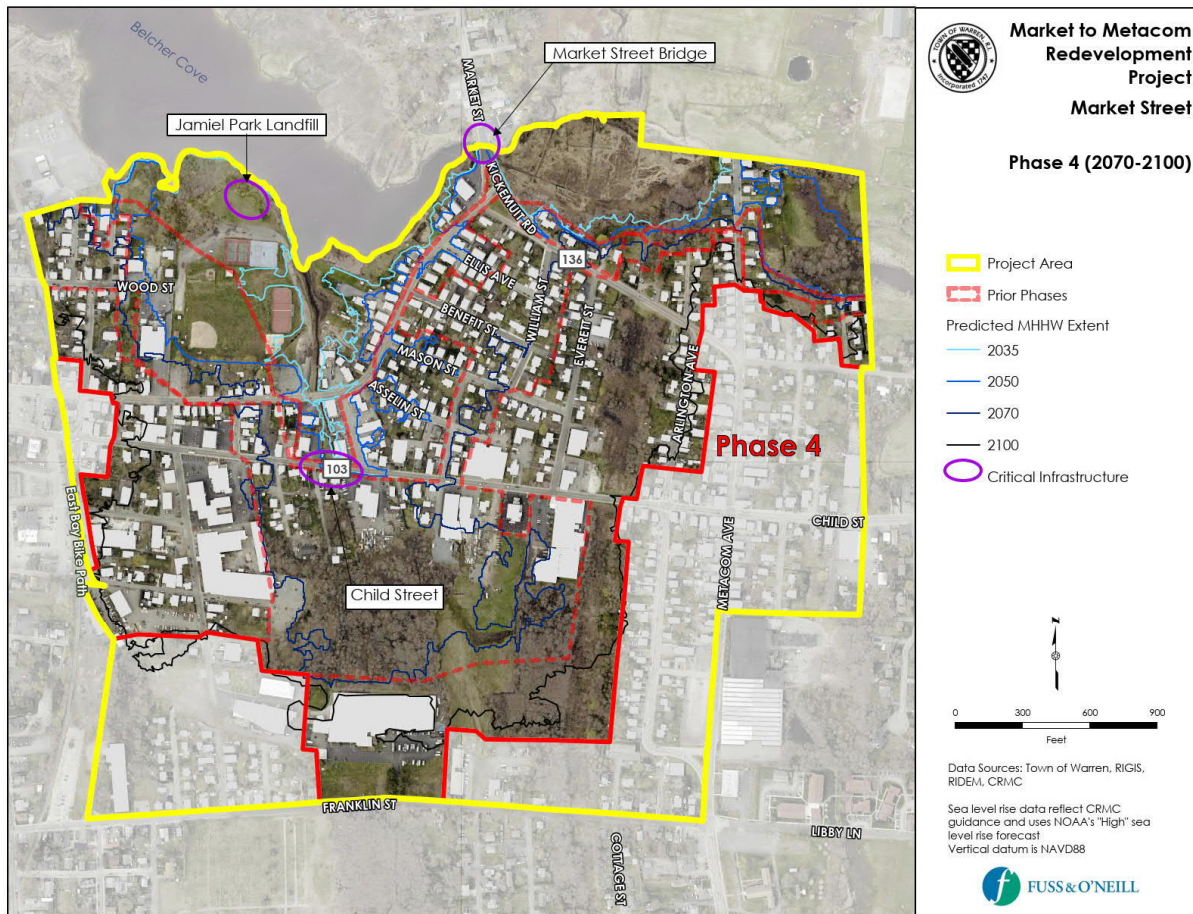 Belcher Cove
Market Street Bridge
MARKET ST
Jamiel Park Landfill
KICKEMUIT RD
136
ELLIS AVE
WOOD ST
BENEFIT ST
WILLIAM ST
EVERETT ST
MASON ST
ASSELIN ST
ARLINGTON AVE
Phase 4
103
East Bay Bike Path
CHILD ST
METACOM AVE
Child Street
FRANKLIN ST
COTTAGE ST
LIBBY LN
TOWN OF WARREN, R.I.
Incorporated 1747
Market to Metacom
Redevelopment
Project
Market Street
Phase 4 (2070-2100)
Project Area
Prior Phases
Predicted MHHW Extent
2035
2050
2070
2100
Critical Infrastructure
0 300 600 900
Feet
Data Sources: Town of Warren, RIGIS,
RIDEM, CRMC
Sea level rise data reflect CRMC
guidance and uses NOAA's "High" sea
level rise forecast
Vertical datum is NAVD88
f
FUSS & O'NEILL